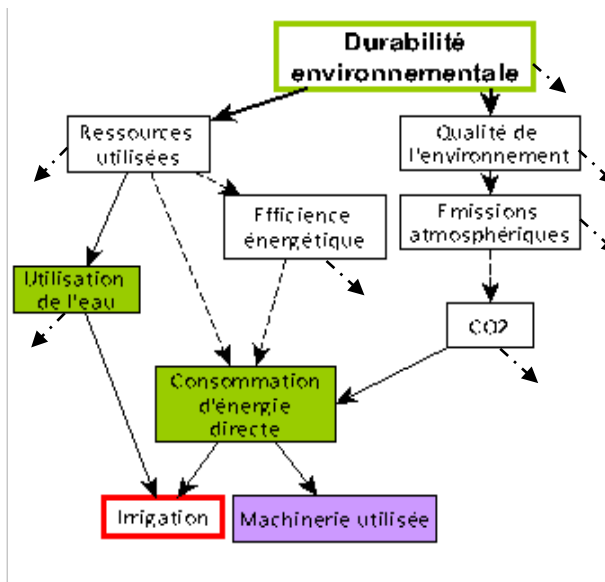 Durabilité
environnementale
Ressources
utilisées
Qualité de
l'environnement
Efficience
énergétique
Emissions
atmosphériques
Utilisation
de l'eau
CO2
Consommation
d'énergie
directe
Irrigation
Machinerie utilisée